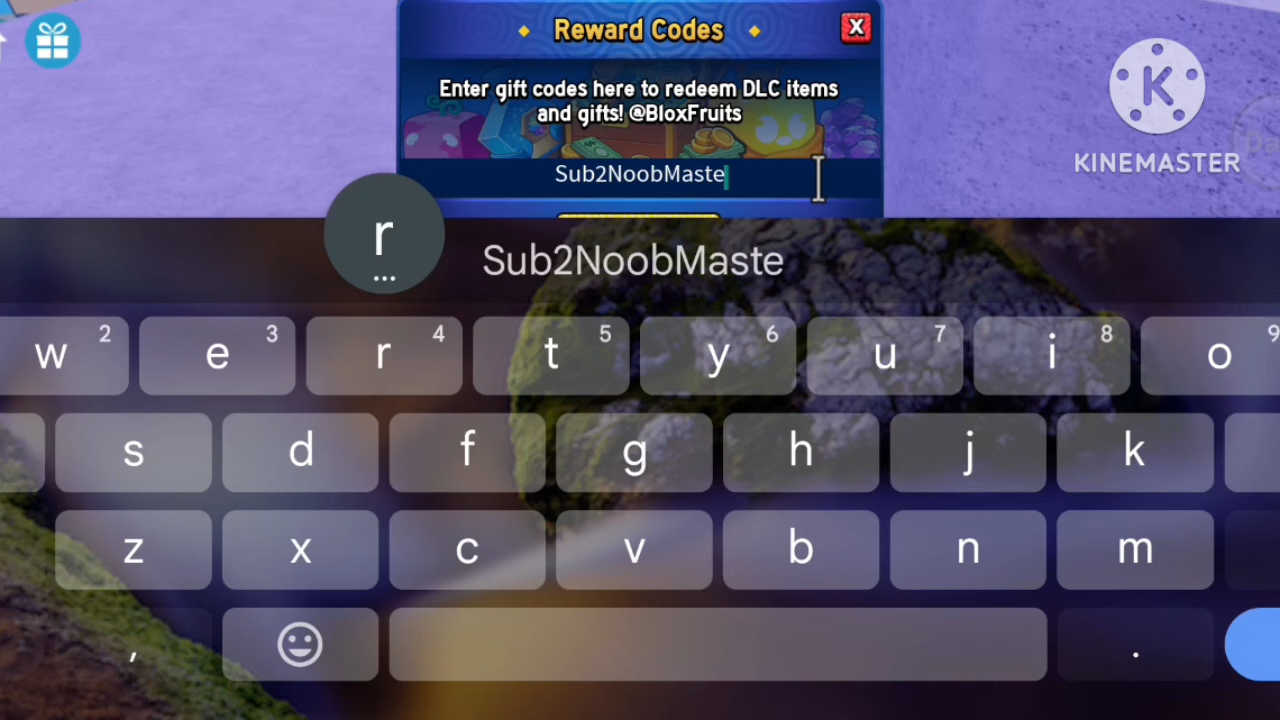 Reward Codes
X
Enter gift codes here to redeem DLC items
and gifts! @BloxFruits
K
KINEMASTER
Sub2NoobMaste
r
...
Sub2NoobMaste
w 2 e 3 r 4 t 5 y 6 u 7 i 8 o 9
s d f g h j k
z x c v b n m
, .